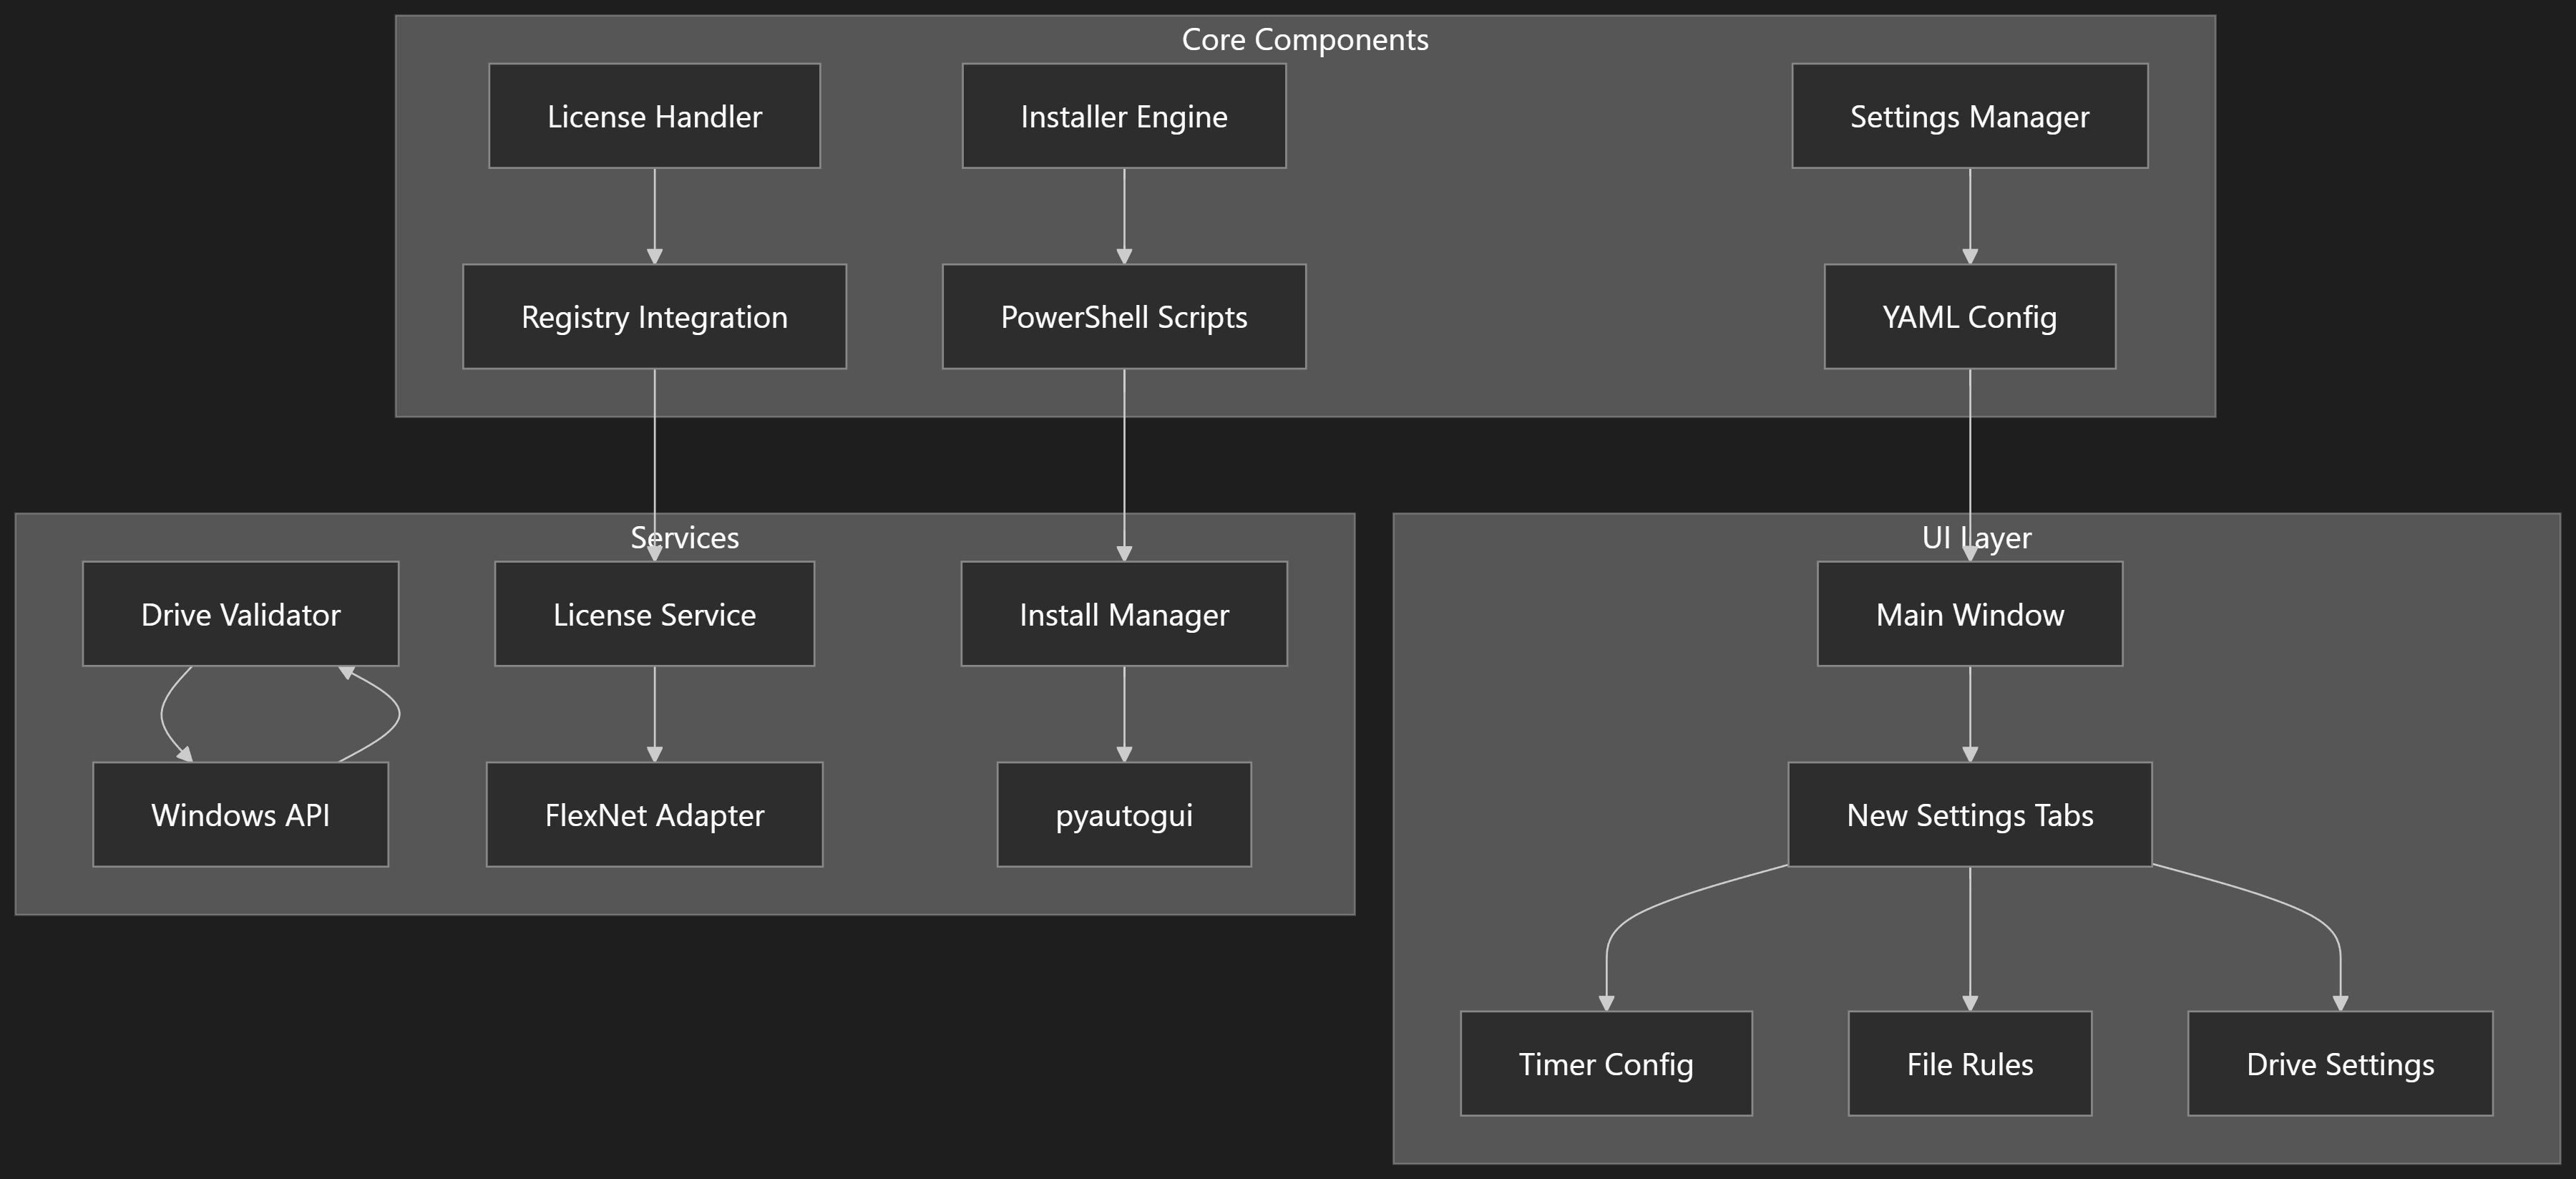 Core Components
License Handler
Installer Engine
Settings Manager
Registry Integration
PowerShell Scripts
YAML Config
Services
UI Layer
Drive Validator
License Service
Install Manager
Main Window
Windows API
FlexNet Adapter
pyautogui
New Settings Tabs
Timer Config
File Rules
Drive Settings